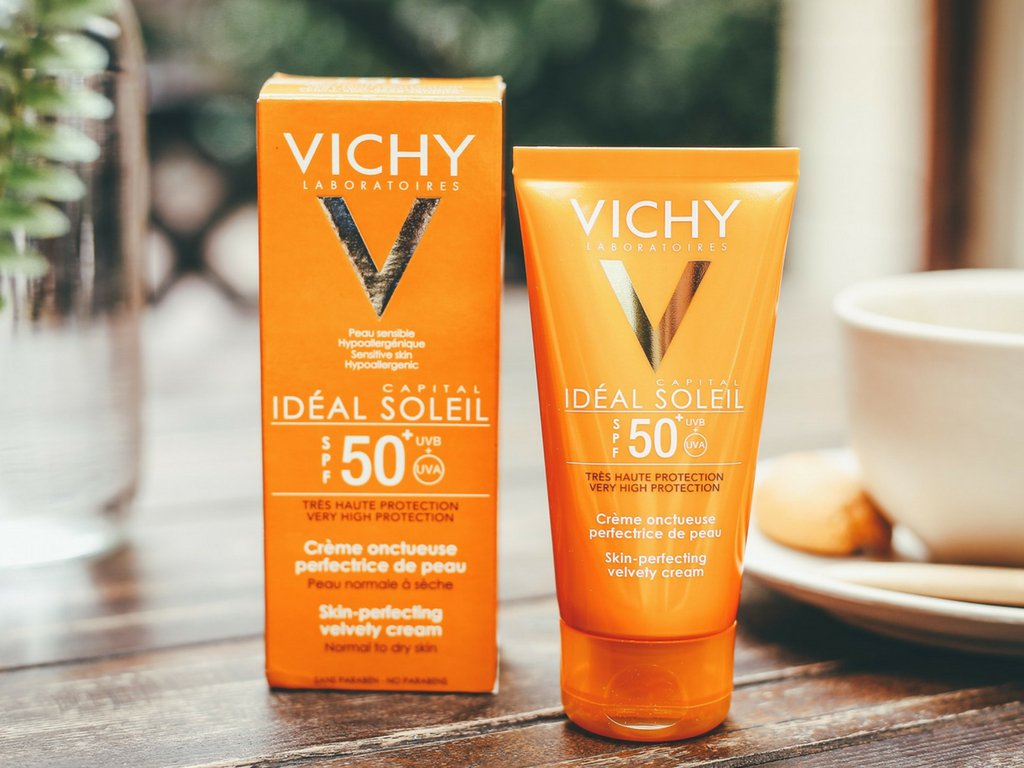 VICHY
LABORATOIRES
V
Peau sensible
Hypoallergénique
Sensitive skin
Hypoallergenic
CAPITAL
IDÉAL SOLEIL
SPF 50+ UVB + UVA
TRÈS HAUTE PROTECTION
VERY HIGH PROTECTION
Crème onctueuse
perfectrice de peau
Peau normale à sèche
Skin-perfecting
velvety cream
Normal to dry skin
SANS PARABEN - NO PARABENS
VICHY
LABORATOIRES
V
CAPITAL
IDÉAL SOLEIL
SPF 50+ UVB + UVA
TRÈS HAUTE PROTECTION
VERY HIGH PROTECTION
Crème onctueuse
perfectrice de peau
Skin-perfecting
velvety cream